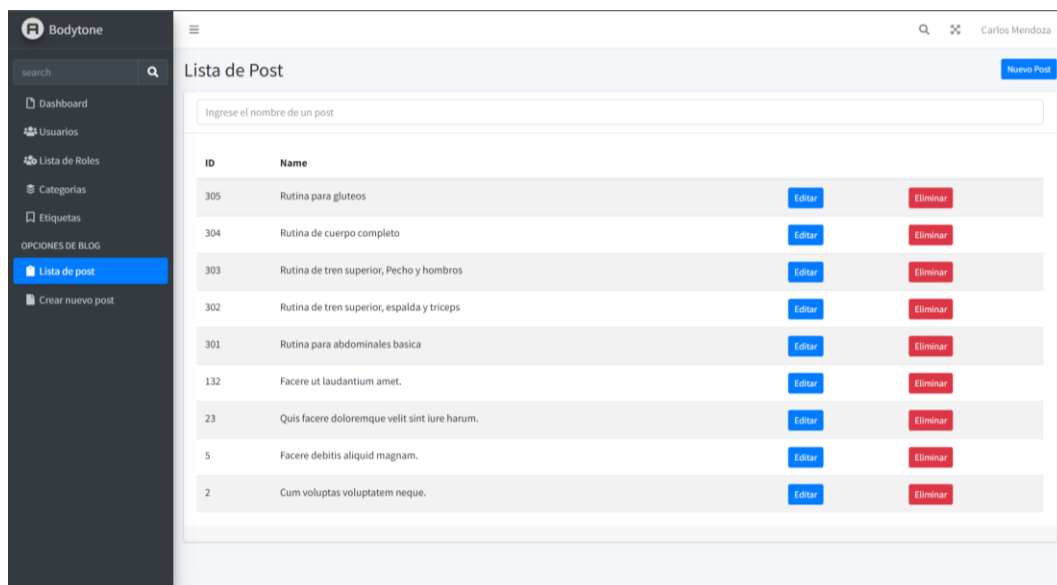 Bodytone
Carlos Mendoza
search
Dashboard
Usuarios
Lista de Roles
Categorias
Etiquetas
OPCIONES DE BLOG
Lista de post
Crear nuevo post
Lista de Post
Nuevo Post
Ingrese el nombre de un post
ID Name
305 Rutina para gluteos Editar Eliminar
304 Rutina de cuerpo completo Editar Eliminar
303 Rutina de tren superior, Pecho y hombros Editar Eliminar
302 Rutina de tren superior, espalda y triceps Editar Eliminar
301 Rutina para abdominales basica Editar Eliminar
132 Facere ut laudantium amet. Editar Eliminar
23 Quis facere doloremque velit sint iure harum. Editar Eliminar
5 Facere debitis aliquid magnam. Editar Eliminar
2 Cum voluptas voluptatem neque. Editar Eliminar